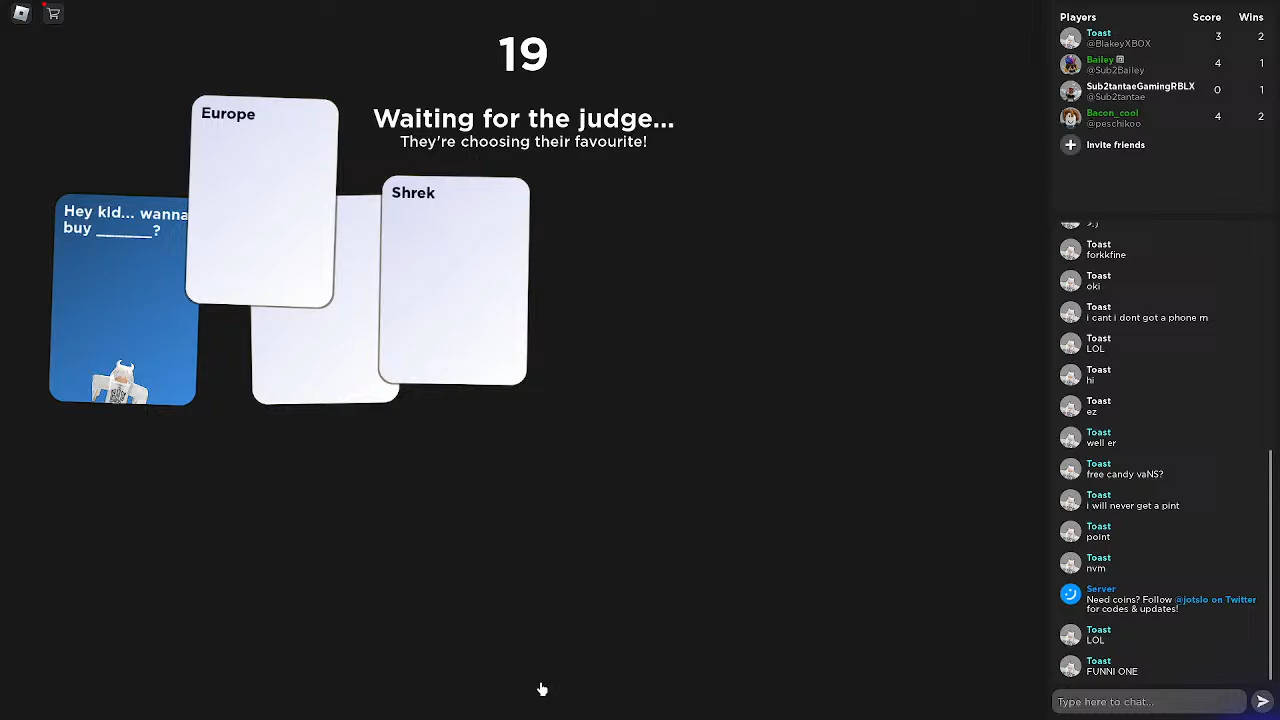 19
Waiting for the judge...
They're choosing their favourite!
Europe
Shrek
Hey kid... wanna
buy ______?
Players Score Wins
Toast 3 2
@BlakeyXBOX
Bailey 4 1
@Sub2Bailey
Sub2tantaeGamingRBLX 0 1
@Sub2tantae
Bacon_cool 4 2
@peschikoo
Invite friends
Toast
forkkfine
Toast
oki
Toast
i cant i dont got a phone rn
Toast
LOL
Toast
hi
Toast
ez
Toast
well er
Toast
free candy vaNS?
Toast
i will never get a pint
Toast
point
Toast
nvm
Server
Need coins? Follow @jotslo on Twitter
for codes & updates!
Toast
LOL
Toast
FUNNI ONE
Type here to chat...